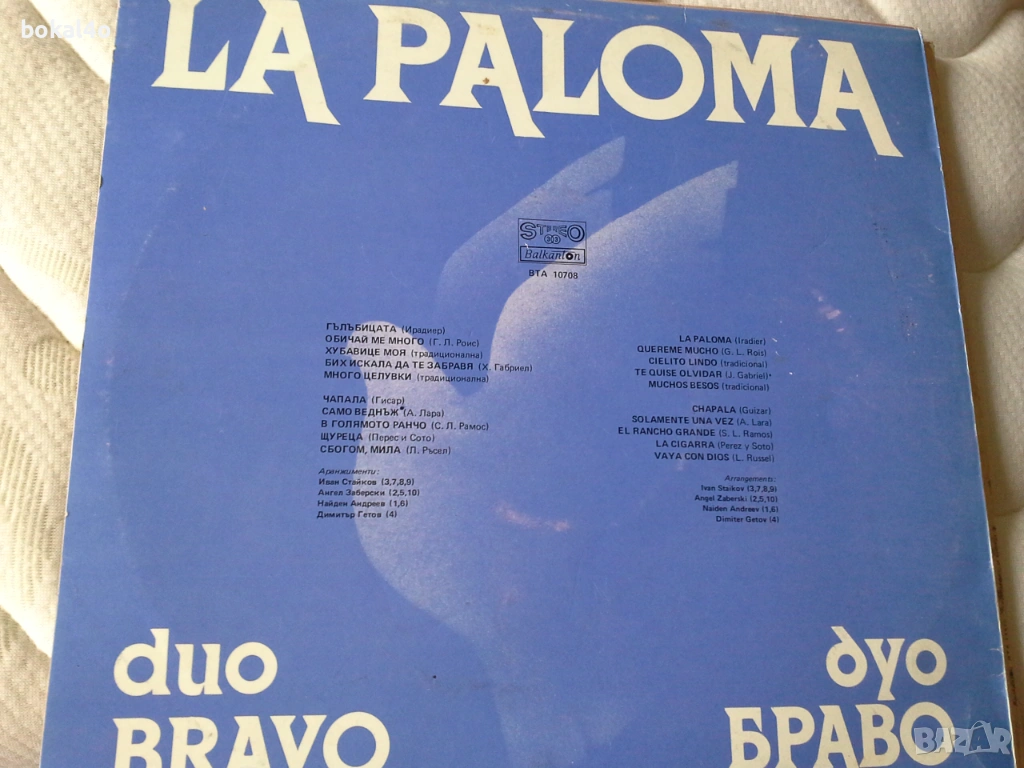 bokal4o
LA PALOMA
STEREO
33
Balkanton
ВТА 10708
ГЪЛЪБИЦАТА (Ирадиер)
ОБИЧАЙ МЕ МНОГО (Г. Л. Роис)
ХУБАВИЦЕ МОЯ (традиционална)
БИХ ИСКАЛА ДА ТЕ ЗАБРАВЯ (Х. Габриел)
МНОГО ЦЕЛУВКИ (традиционална)
ЧАПАЛА (Гисар)
САМО ВЕДНЪЖ (А. Лара)
В ГОЛЯМОТО РАНЧО (С. Л. Рамос)
ЩУРЕЦА (Перес и Сото)
СБОГОМ, МИЛА (Л. Ръсел)
Аранжименти:
Иван Стайков (3,7,8,9)
Ангел Заберски (2,5,10)
Найден Андреев (1,6)
Димитър Гетов (4)
LA PALOMA (Iradier)
QUEREME MUCHO (G. L. Rois)
CIELITO LINDO (tradicional)
TE QUISE OLVIDAR (J. Gabriel)
MUCHOS BESOS (tradicional)
CHAPALA (Guizar)
SOLAMENTE UNA VEZ (A. Lara)
EL RANCHO GRANDE (S. L. Ramos)
LA CIGARRA (Perez y Soto)
VAYA CON DIOS (L. Russel)
Arrangements:
Ivan Staikov (3,7,8,9)
Angel Zaberski (2,5,10)
Naiden Andreev (1,6)
Dimiter Getov (4)
duo
BRAVO
дуо
БРАВО
BAZAR